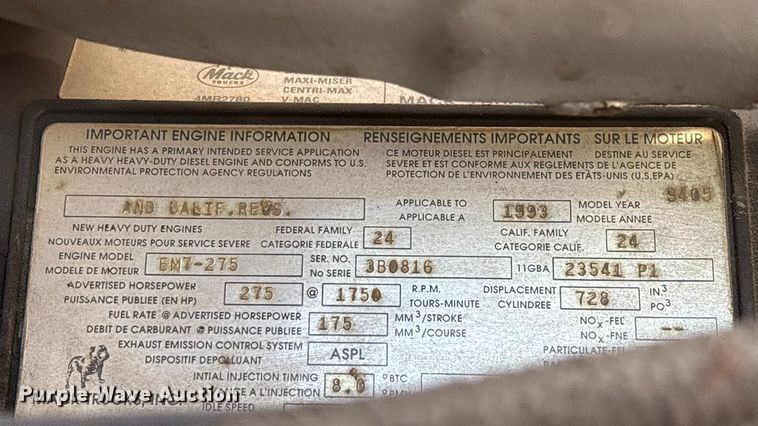 Mack
TRUCKS
MAXI-MISER
CENTRI-MAX
4MR2780 V-MAC
IMPORTANT ENGINE INFORMATION RENSEIGNEMENTS IMPORTANTS SUR LE MOTEUR
THIS ENGINE HAS A PRIMARY INTENDED SERVICE APPLICATION CE MOTEUR DIESEL EST PRINCIPALEMENT DESTINE AU SERVICE
AS A HEAVY HEAVY-DUTY DIESEL ENGINE AND CONFORMS TO U.S. SEVERE ET EST CONFORME AUX REGLEMENTS DE L'AGENCE DE
ENVIRONMENTAL PROTECTION AGENCY REGULATIONS PROTECTION DE L'ENVIRONNEMENT DES ETATS-UNIS (U.S.EPA)
9405
AND CALIF.REGS. APPLICABLE TO 1993 MODEL YEAR
APPLICABLE A MODELE ANNEE
NEW HEAVY DUTY ENGINES FEDERAL FAMILY 24 CALIF. FAMILY 24
NOUVEAUX MOTEURS POUR SERVICE SEVERE CATEGORIE FEDERALE CATEGORIE CALIF.
ENGINE MODEL EM7-275 SER. NO. 3B0816 11GBA 23541 P1
MODELE DE MOTEUR No SERIE
ADVERTISED HORSEPOWER 275 @ 1750 R.P.M. DISPLACEMENT 728 IN³
PUISSANCE PUBLIEE (EN HP) TOURS-MINUTE CYLINDREE PO³
FUEL RATE @ ADVERTISED HORSEPOWER 175 MM³/STROKE NOx-FEL --
DEBIT DE CARBURANT @ PUISSANCE PUBLIEE MM³/COURSE NOx-FNE
EXHAUST EMISSION CONTROL SYSTEM ASPL PARTICULATE-FEL
DISPOSITIF DEPOLLUANT
INTIAL INJECTION TIMING 8.0 °BTC
A L'INJECTION
TRUCKS, INC.
IDLE SPEED
Purple Wave Auction